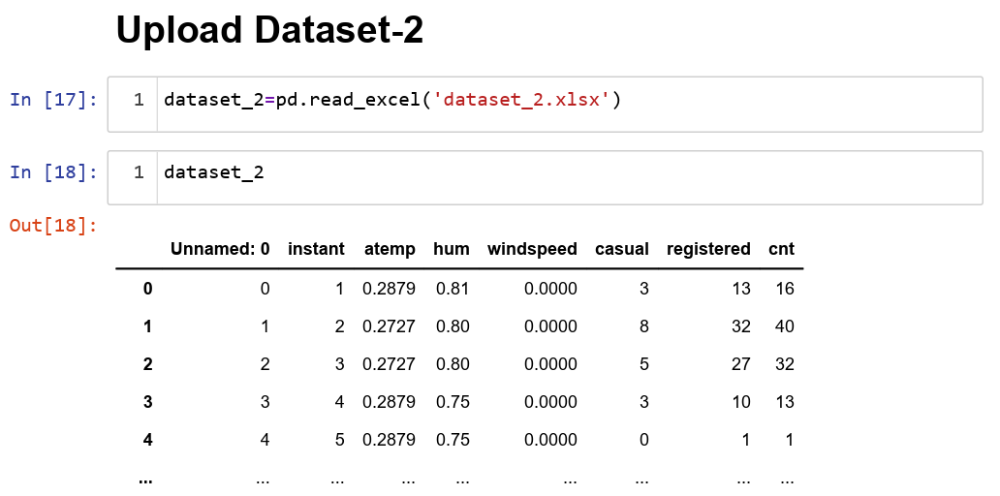 Upload Dataset-2
In [17]: 1 dataset_2=pd.read_excel('dataset_2.xlsx')
In [18]: 1 dataset_2
Out[18]:
Unnamed: 0 instant atemp hum windspeed casual registered cnt
0 0 1 0.2879 0.81 0.0000 3 13 16
1 1 2 0.2727 0.80 0.0000 8 32 40
2 2 3 0.2727 0.80 0.0000 5 27 32
3 3 4 0.2879 0.75 0.0000 3 10 13
4 4 5 0.2879 0.75 0.0000 0 1 1
... ... ... ... ... ... ... ... ...